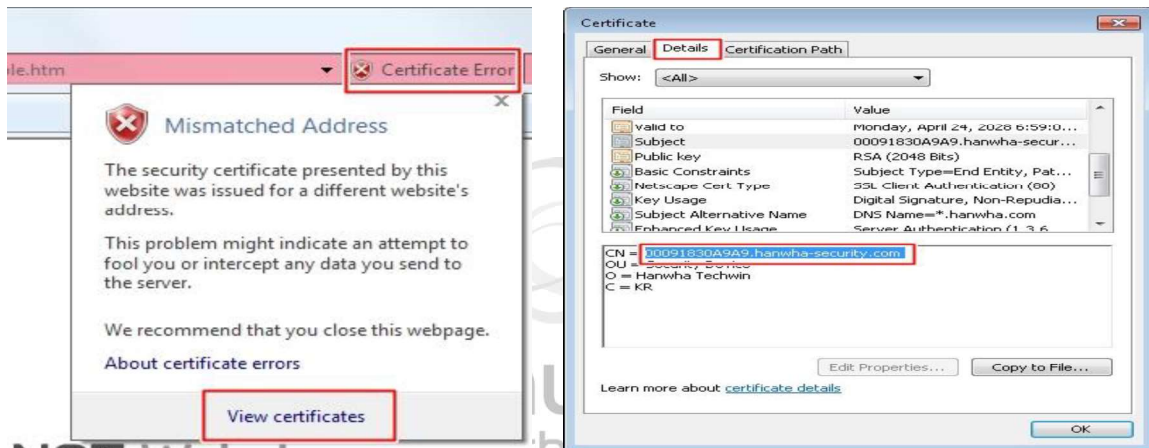 le.htm
Certificate Error
Mismatched Address
The security certificate presented by this
website was issued for a different website's
address.
This problem might indicate an attempt to
fool you or intercept any data you send to
the server.
We recommend that you close this webpage.
About certificate errors
View certificates
Certificate
General Details Certification Path
Show: <All>
Field Value
Valid to Monday, April 24, 2028 6:59:0...
Subject 00091830A9A9.hanwha-secur...
Public key RSA (2048 Bits)
Basic Constraints Subject Type=End Entity, Pat...
Netscape Cert Type SSL Client Authentication (80)
Key Usage Digital Signature, Non-Repudia...
Subject Alternative Name DNS Name=*.hanwha.com
Enhanced Key Usage Server Authentication (1.3.6
CN = 00091830A9A9.hanwha-security.com
OU = Security Device
O = Hanwha Techwin
C = KR
Edit Properties... Copy to File...
Learn more about certificate details
OK